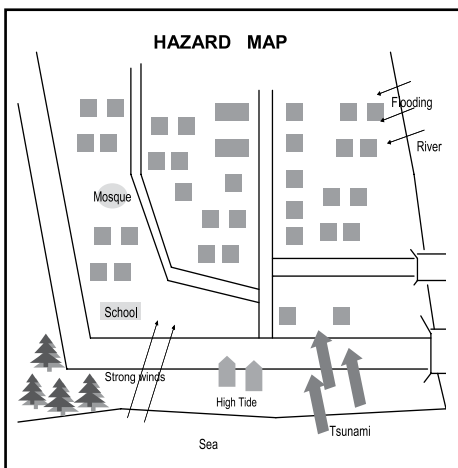 HAZARD MAP
Flooding
River
Mosque
School
Strong winds
High Tide
Tsunami
Sea